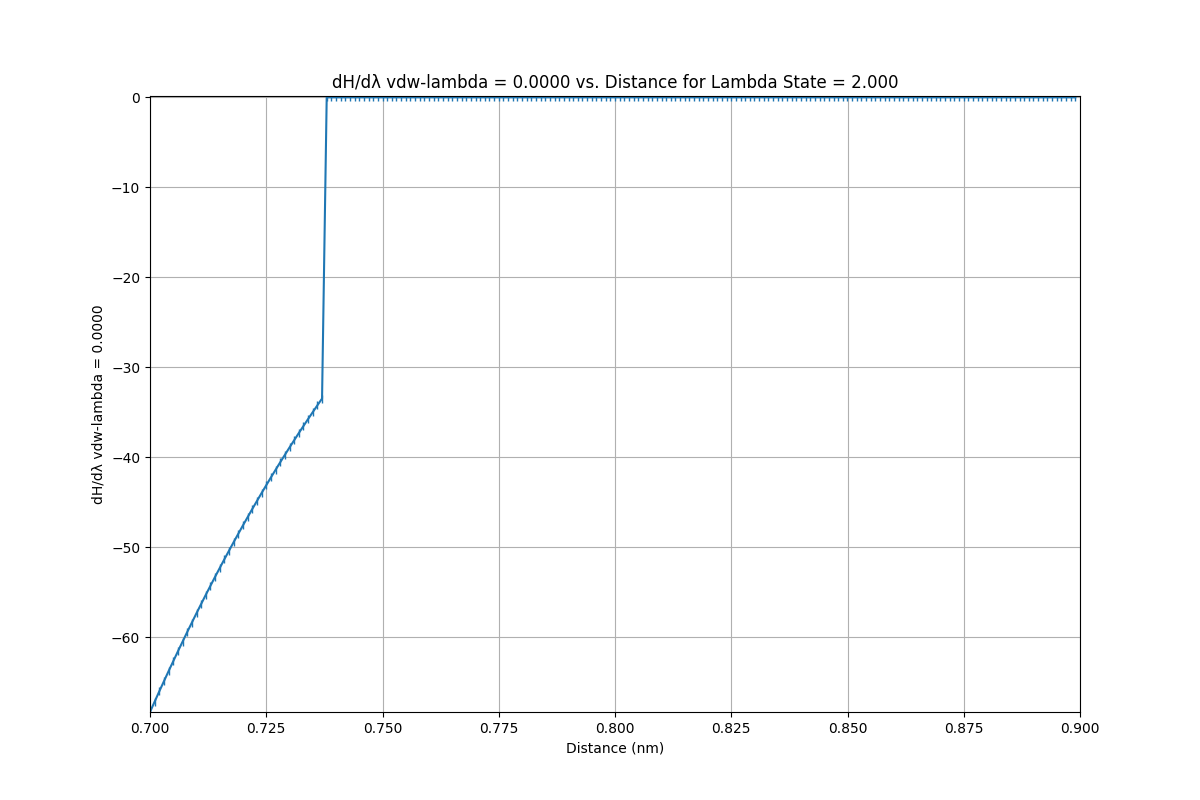 dH/dλ vdw-lambda = 0.0000 vs. Distance for Lambda State = 2.000
dH/dλ vdw-lambda = 0.0000
0
−10
−20
−30
−40
−50
−60
0.700 0.725 0.750 0.775 0.800 0.825 0.850 0.875 0.900
Distance (nm)